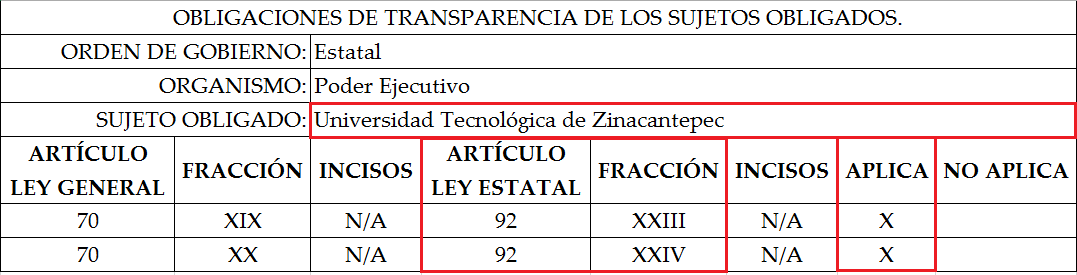 OBLIGACIONES DE TRANSPARENCIA DE LOS SUJETOS OBLIGADOS.
ORDEN DE GOBIERNO: Estatal
ORGANISMO: Poder Ejecutivo
SUJETO OBLIGADO: Universidad Tecnológica de Zinacantepec
ARTÍCULO LEY GENERAL FRACCIÓN INCISOS ARTÍCULO LEY ESTATAL FRACCIÓN INCISOS APLICA NO APLICA
70 XIX N/A 92 XXIII N/A X
70 XX N/A 92 XXIV N/A X